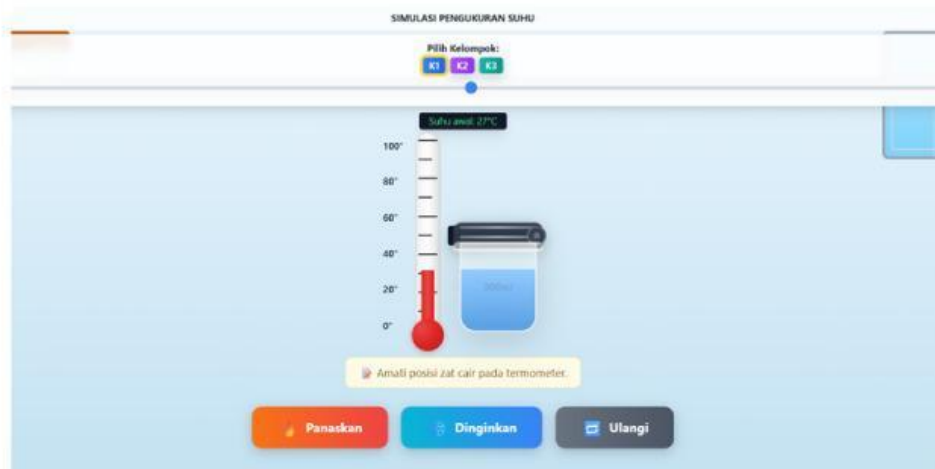 SIMULASI PENGUKURAN SUHU
Pilih Kelompok:
K1 K2 K3
Suhu awal: 27°C
100°
80°
60°
40°
20°
0°
Amati posisi zat cair pada termometer.
Panaskan Dinginkan Ulangi